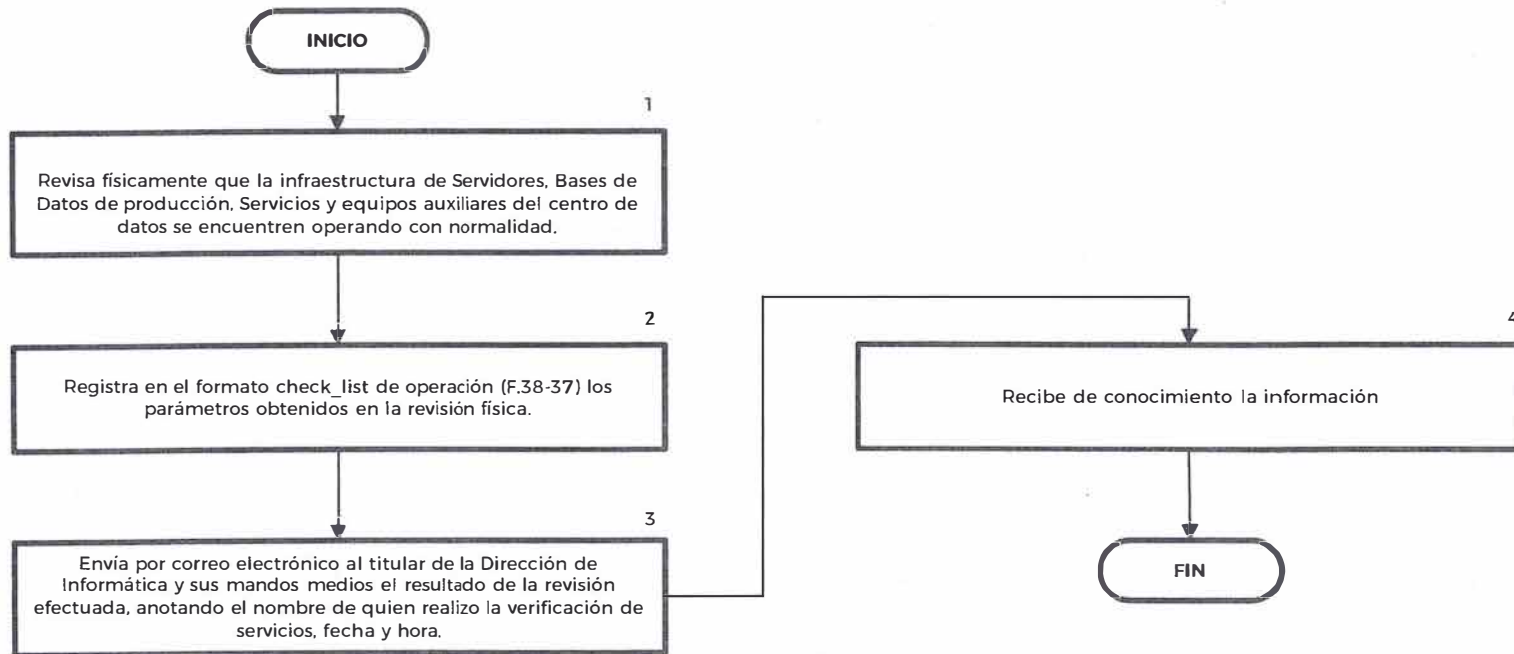 INICIO
1
Revisa físicamente que la infraestructura de Servidores, Bases de
Datos de producción, Servicios y equipos auxiliares del centro de
datos se encuentren operando con normalidad.
2
Registra en el formato check_list de operación (F.38-37) los
parámetros obtenidos en la revisión física.
3
Envía por correo electrónico al titular de la Dirección de
Informática y sus mandos medios el resultado de la revisión
efectuada, anotando el nombre de quien realizo la verificación de
servicios, fecha y hora.
4
Recibe de conocimiento la información
FIN